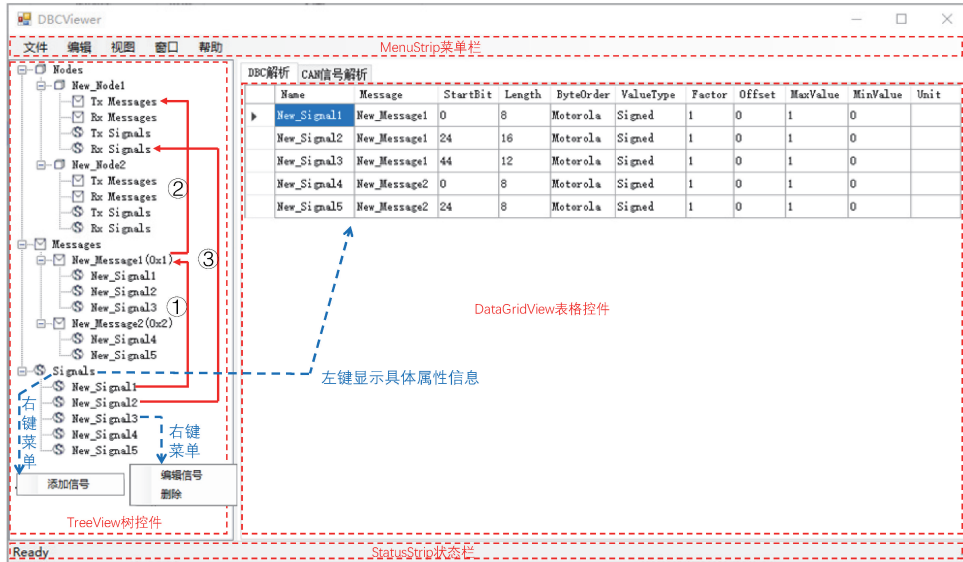 DBCViewer
文件 编辑 视图 窗口 帮助 MenuStrip菜单栏
Nodes
New_Node1
Tx Messages
Rx Messages
Tx Signals
Rx Signals
New_Node2
Tx Messages
Rx Messages
Tx Signals
Rx Signals
Messages
New_Message1(0x1)
New_Signal1
New_Signal2
New_Signal3
New_Message2(0x2)
New_Signal4
New_Signal5
Signals
New_Signal1
New_Signal2
New_Signal3
New_Signal4
New_Signal5
②
③
①
右键菜单
右键
菜单
添加信号
编辑信号
删除
TreeView树控件
DBC解析 CAN信号解析
Name Message StartBit Length ByteOrder ValueType Factor Offset MaxValue MinValue Unit
New_Signal1 New_Message1 0 8 Motorola Signed 1 0 1 0
New_Signal2 New_Message1 24 16 Motorola Signed 1 0 1 0
New_Signal3 New_Message1 44 12 Motorola Signed 1 0 1 0
New_Signal4 New_Message2 0 8 Motorola Signed 1 0 1 0
New_Signal5 New_Message2 24 8 Motorola Signed 1 0 1 0
DataGridView表格控件
左键显示具体属性信息
Ready StatusStrip状态栏